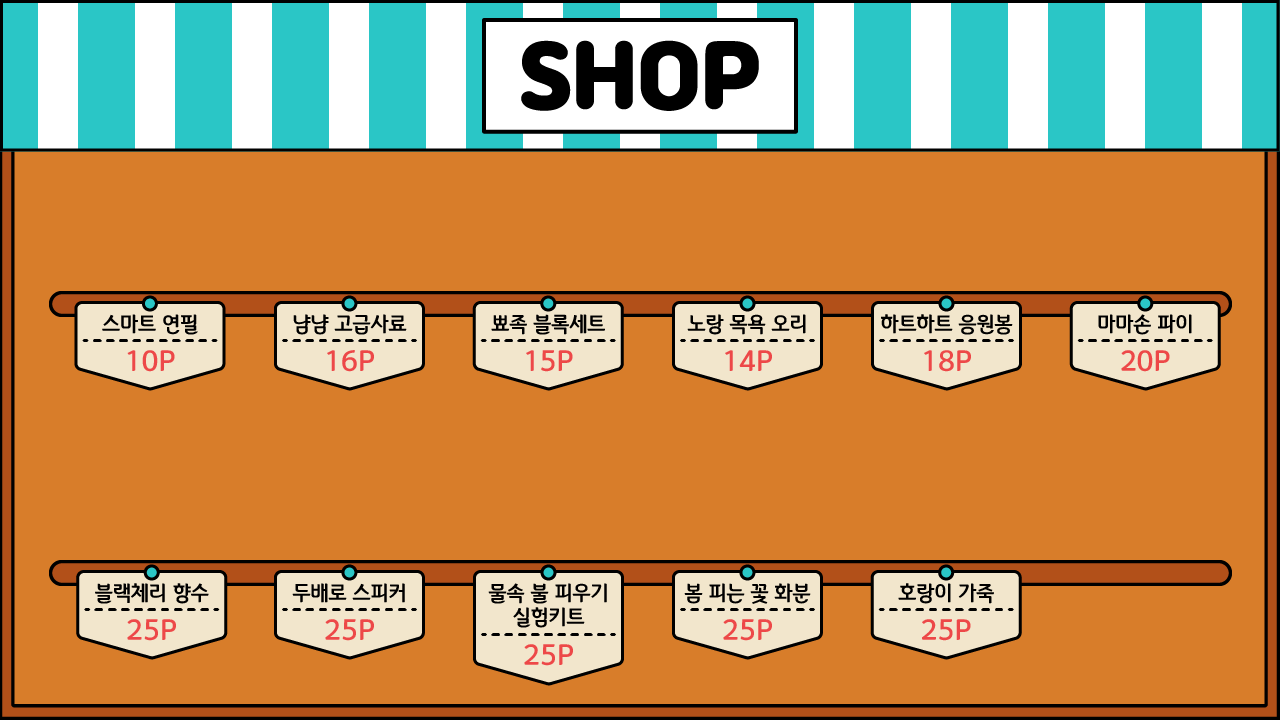 SHOP
스마트 연필
10P
냠냠 고급사료
16P
뾰족 블록세트
15P
노랑 목욕 오리
14P
하트하트 응원봉
18P
마마손 파이
20P
블랙체리 향수
25P
두배로 스피커
25P
물속 불 피우기
실험키트
25P
봄 피는 꽃 화분
25P
호랑이 가죽
25P